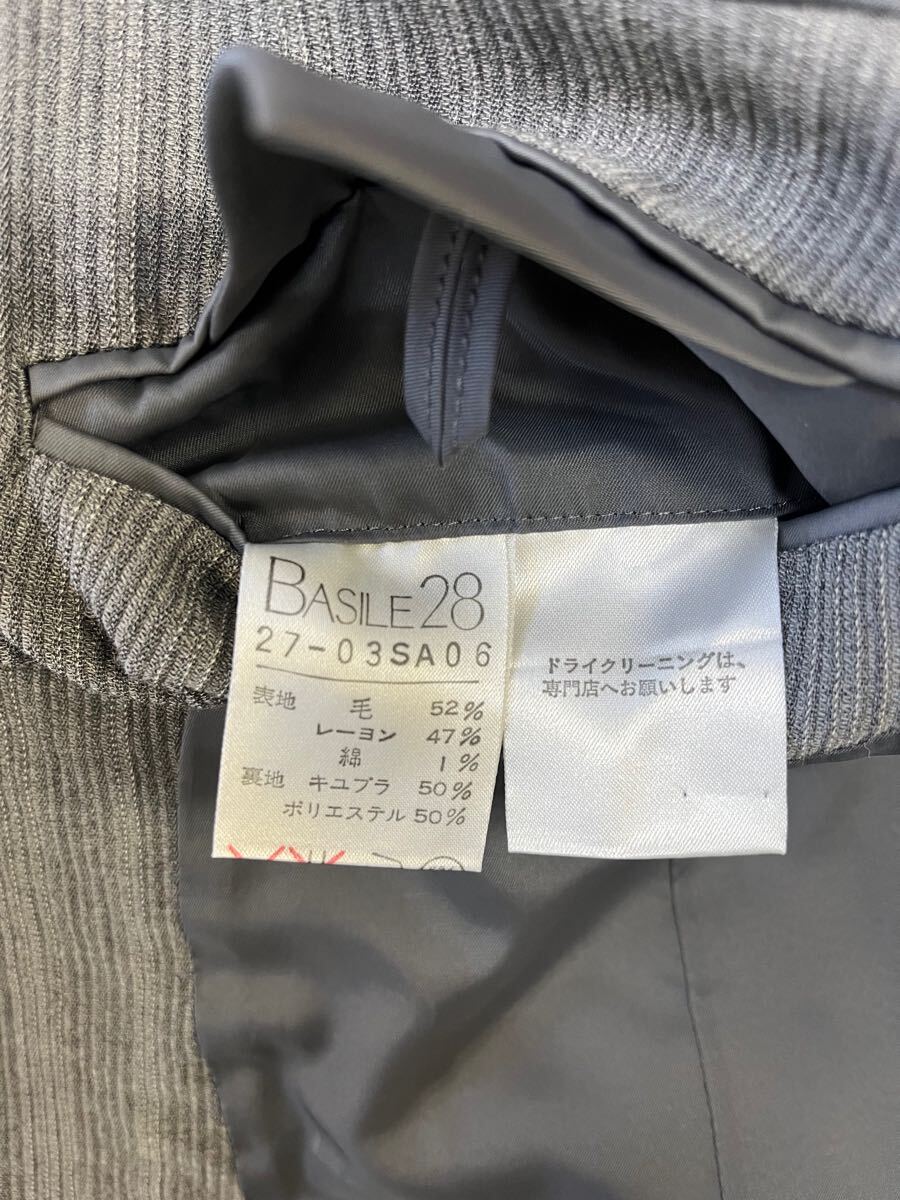 BASILE28
27-03SA06
表地 毛 52%
レーヨン 47%
綿 1%
裏地 キユプラ 50%
ポリエステル 50%
ドライクリーニングは、
専門店へお願いします